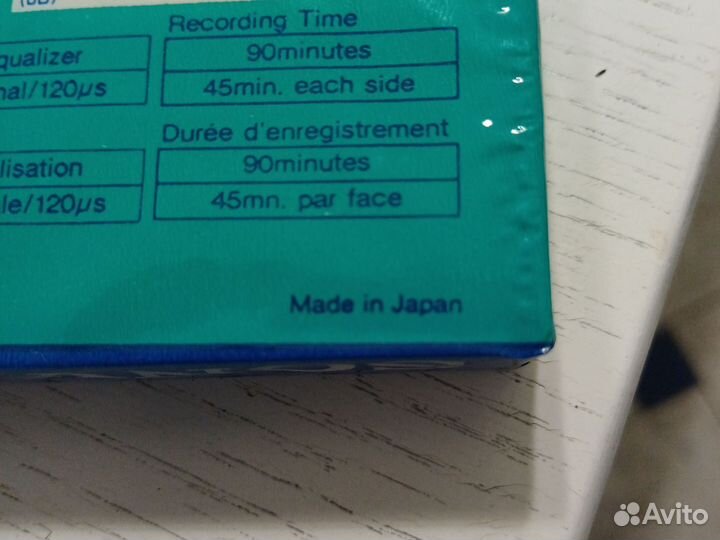 (dB)
Recording Time
qualizer 90minutes
nal/120μs 45min. each side
Durée d'enregistrement
lisation 90minutes
le/120μs 45mn. par face
Made in Japan
Avito